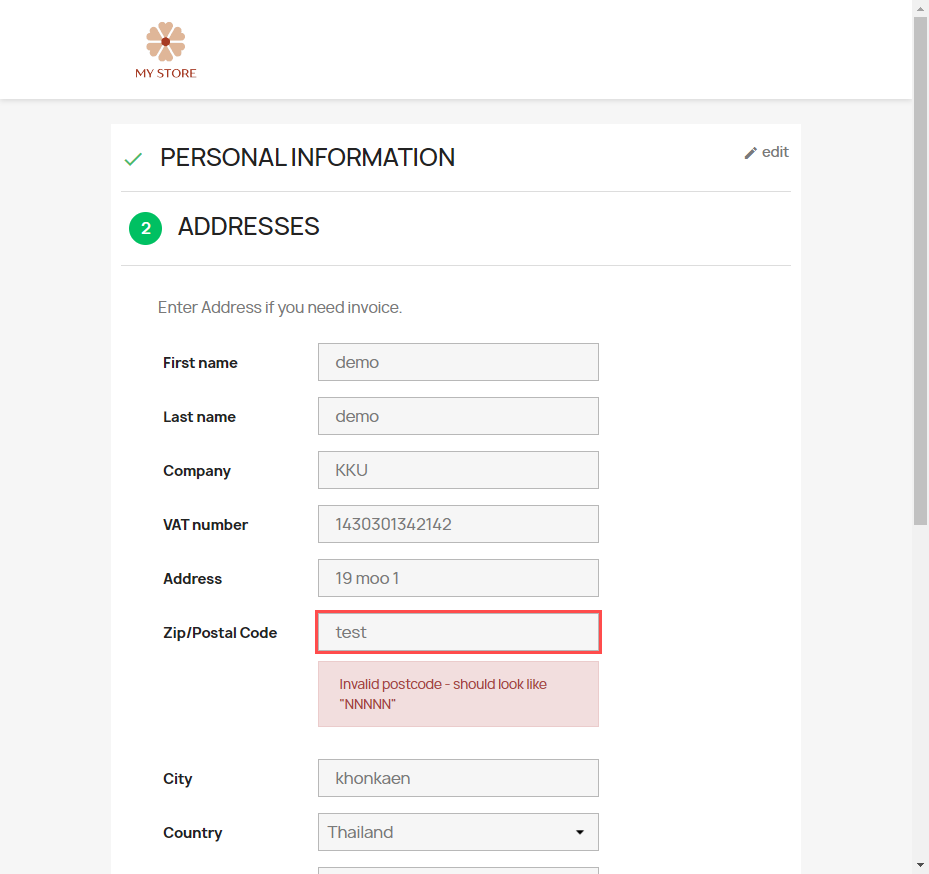 MY STORE
PERSONAL INFORMATION
edit
2 ADDRESSES
Enter Address if you need invoice.
First name demo
Last name demo
Company KKU
VAT number 1430301342142
Address 19 moo 1
Zip/Postal Code test
Invalid postcode - should look like
"NNNNN"
City khonkaen
Country Thailand